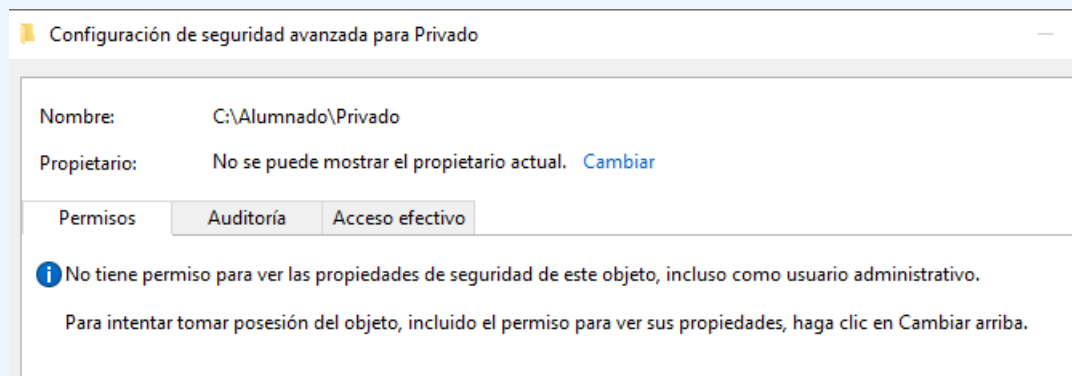 Configuración de seguridad avanzada para Privado
Nombre: C:\Alumnado\Privado
Propietario: No se puede mostrar el propietario actual. Cambiar
Permisos Auditoría Acceso efectivo
No tiene permiso para ver las propiedades de seguridad de este objeto, incluso como usuario administrativo.
Para intentar tomar posesión del objeto, incluido el permiso para ver sus propiedades, haga clic en Cambiar arriba.